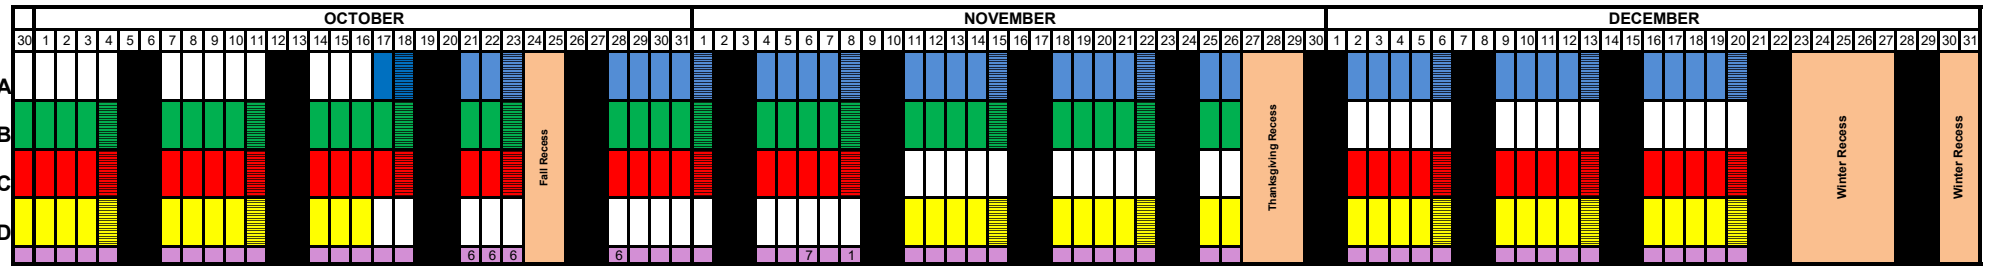 OCTOBER NOVEMBER DECEMBER
30 1 2 3 4 5 6 7 8 9 10 11 12 13 14 15 16 17 18 19 20 21 22 23 24 25 26 27 28 29 30 31 1 2 3 4 5 6 7 8 9 10 11 12 13 14 15 16 17 18 19 20 21 22 23 24 25 26 27 28 29 30 1 2 3 4 5 6 7 8 9 10 11 12 13 14 15 16 17 18 19 20 21 22 23 24 25 26 27 28 29 30 31
A
B
C
D
Fall Recess
Thanksgiving Recess
Winter Recess
Winter Recess
6 6 6 6 7 1